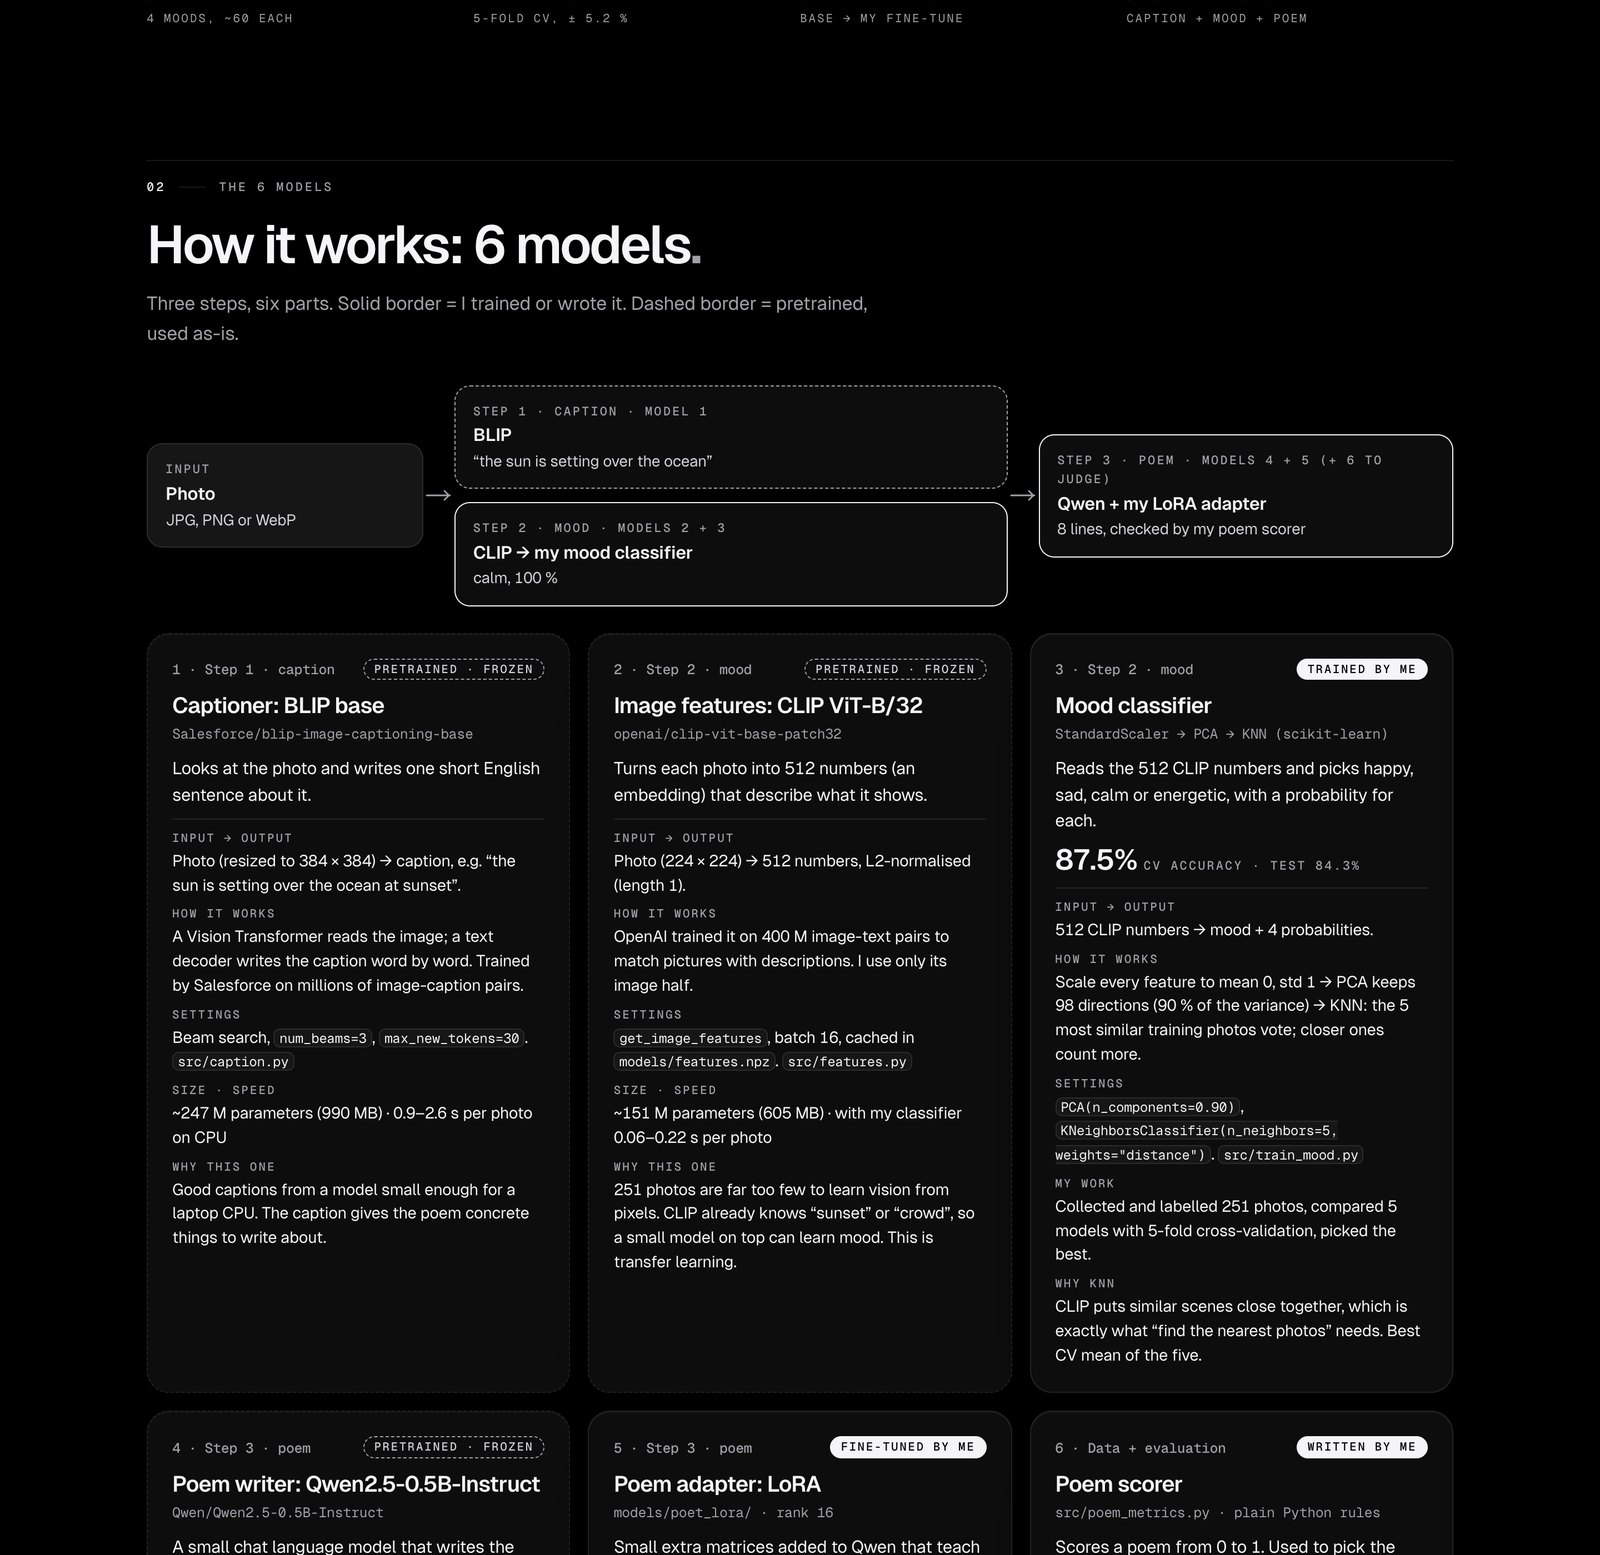 4 MOODS, ~60 EACH
5-FOLD CV, ± 5.2 %
BASE → MY FINE-TUNE
CAPTION + MOOD + POEM
02 THE 6 MODELS
How it works: 6 models.
Three steps, six parts. Solid border = I trained or wrote it. Dashed border = pretrained,
used as-is.
INPUT
Photo
JPG, PNG or WebP
→
STEP 1 · CAPTION · MODEL 1
BLIP
“the sun is setting over the ocean”
STEP 2 · MOOD · MODELS 2 + 3
CLIP → my mood classifier
calm, 100 %
→
STEP 3 · POEM · MODELS 4 + 5 (+ 6 TO
JUDGE)
Qwen + my LoRA adapter
8 lines, checked by my poem scorer
1 · Step 1 · caption PRETRAINED · FROZEN
Captioner: BLIP base
Salesforce/blip-image-captioning-base
Looks at the photo and writes one short English
sentence about it.
INPUT → OUTPUT
Photo (resized to 384 × 384) → caption, e.g. “the
sun is setting over the ocean at sunset”.
HOW IT WORKS
A Vision Transformer reads the image; a text
decoder writes the caption word by word. Trained
by Salesforce on millions of image-caption pairs.
SETTINGS
Beam search, num_beams=3, max_new_tokens=30.
src/caption.py
SIZE · SPEED
~247 M parameters (990 MB) · 0.9–2.6 s per photo
on CPU
WHY THIS ONE
Good captions from a model small enough for a
laptop CPU. The caption gives the poem concrete
things to write about.
2 · Step 2 · mood PRETRAINED · FROZEN
Image features: CLIP ViT-B/32
openai/clip-vit-base-patch32
Turns each photo into 512 numbers (an
embedding) that describe what it shows.
INPUT → OUTPUT
Photo (224 × 224) → 512 numbers, L2-normalised
(length 1).
HOW IT WORKS
OpenAI trained it on 400 M image-text pairs to
match pictures with descriptions. I use only its
image half.
SETTINGS
get_image_features, batch 16, cached in
models/features.npz. src/features.py
SIZE · SPEED
~151 M parameters (605 MB) · with my classifier
0.06–0.22 s per photo
WHY THIS ONE
251 photos are far too few to learn vision from
pixels. CLIP already knows “sunset” or “crowd”, so
a small model on top can learn mood. This is
transfer learning.
3 · Step 2 · mood TRAINED BY ME
Mood classifier
StandardScaler → PCA → KNN (scikit-learn)
Reads the 512 CLIP numbers and picks happy,
sad, calm or energetic, with a probability for
each.
87.5% CV ACCURACY · TEST 84.3%
INPUT → OUTPUT
512 CLIP numbers → mood + 4 probabilities.
HOW IT WORKS
Scale every feature to mean 0, std 1 → PCA keeps
98 directions (90 % of the variance) → KNN: the 5
most similar training photos vote; closer ones
count more.
SETTINGS
PCA(n_components=0.90),
KNeighborsClassifier(n_neighbors=5,
weights="distance"). src/train_mood.py
MY WORK
Collected and labelled 251 photos, compared 5
models with 5-fold cross-validation, picked the
best.
WHY KNN
CLIP puts similar scenes close together, which is
exactly what “find the nearest photos” needs. Best
CV mean of the five.
4 · Step 3 · poem PRETRAINED · FROZEN
Poem writer: Qwen2.5-0.5B-Instruct
Qwen/Qwen2.5-0.5B-Instruct
A small chat language model that writes the
5 · Step 3 · poem FINE-TUNED BY ME
Poem adapter: LoRA
models/poet_lora/ · rank 16
Small extra matrices added to Qwen that teach
6 · Data + evaluation WRITTEN BY ME
Poem scorer
src/poem_metrics.py · plain Python rules
Scores a poem from 0 to 1. Used to pick the